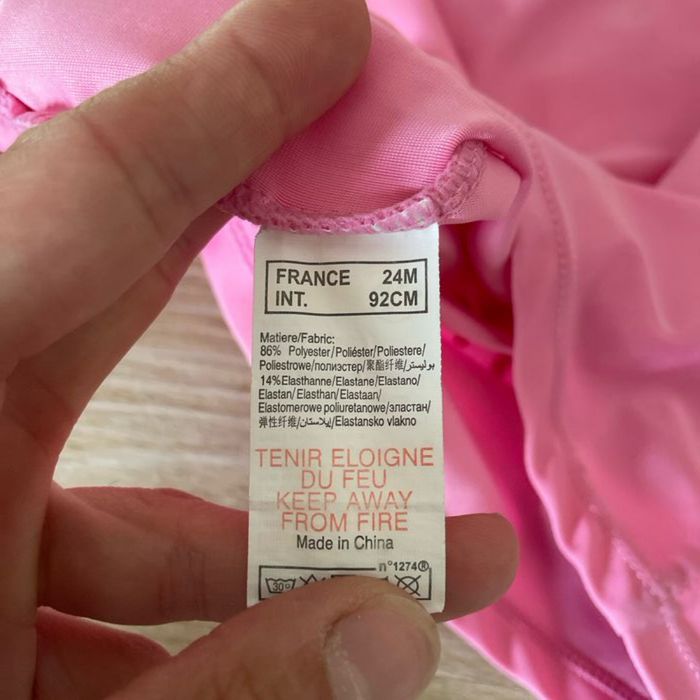 FRANCE 24M
INT. 92CM
Matiere/Fabric:
86% Polyester/Poliéster/Poliestere/
Poliestrowe/полиэстер/聚酯纤维/بوليستر/
14%Elasthanne/Elastane/Elastano/
Elastan/Elasthan/Elastaan/
Elastomerowe poliuretanowe/эластан/
弹性纤维/إيلاستان/Elastansko vlakno
TENIR ELOIGNE
DU FEU
KEEP AWAY
FROM FIRE
Made in China
n°1274®
30°